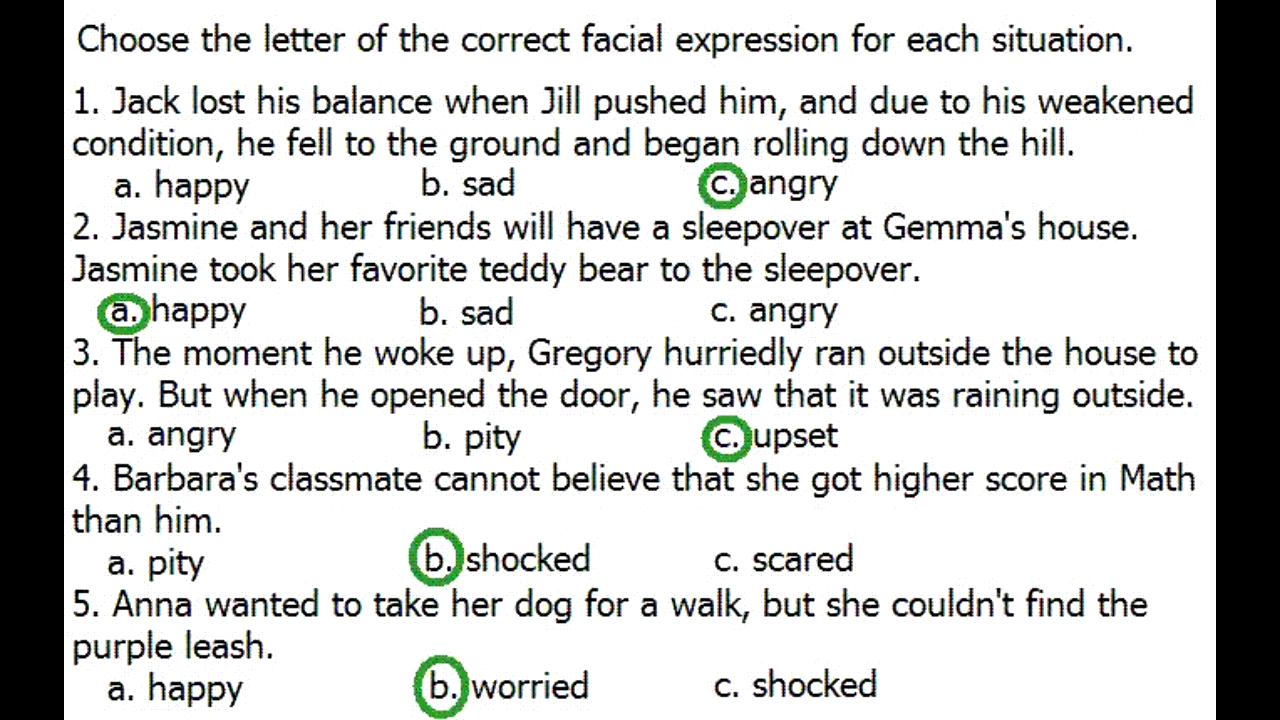 Choose the letter of the correct facial expression for each situation.
1. Jack lost his balance when Jill pushed him, and due to his weakened
condition, he fell to the ground and began rolling down the hill.
a. happy b. sad c. angry
2. Jasmine and her friends will have a sleepover at Gemma's house.
Jasmine took her favorite teddy bear to the sleepover.
a. happy b. sad c. angry
3. The moment he woke up, Gregory hurriedly ran outside the house to
play. But when he opened the door, he saw that it was raining outside.
a. angry b. pity c. upset
4. Barbara's classmate cannot believe that she got higher score in Math
than him.
a. pity b. shocked c. scared
5. Anna wanted to take her dog for a walk, but she couldn't find the
purple leash.
a. happy b. worried c. shocked